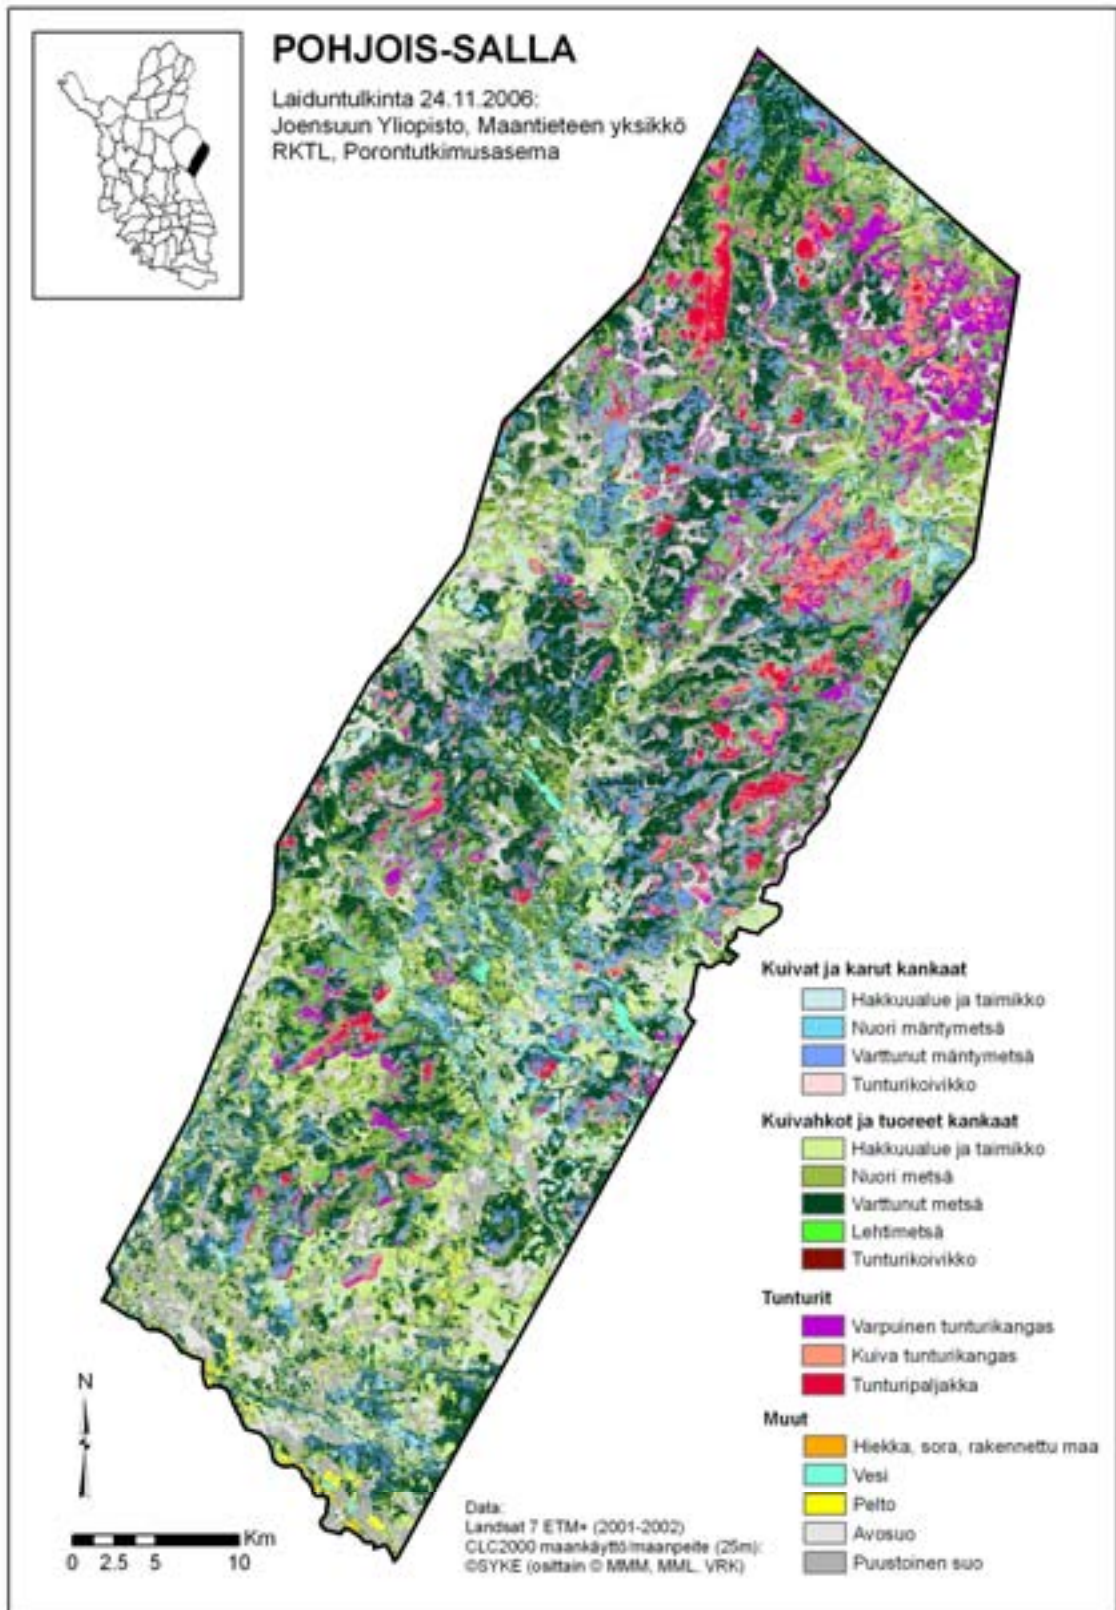 POHJOIS-SALLA
Laiduntulkinta 24.11.2006:
Joensuun Yliopisto, Maantieteen yksikkö
RKTL, Porontutkimusasema
Kuivat ja karut kankaat
Hakkuualue ja taimikko
Nuori mäntymetsä
Varttunut mäntymetsä
Tunturikoivikko
Kuivahkot ja tuoreet kankaat
Hakkuualue ja taimikko
Nuori metsä
Varttunut metsä
Lehtimetsä
Tunturikoivikko
Tunturit
Varpuinen tunturikangas
Kuiva tunturikangas
Tunturipaljakka
Muut
Hiekka, sora, rakennettu maa
Vesi
Pelto
Avosuo
Puustoinen suo
N
Km
0 2.5 5 10
Data:
Landsat 7 ETM+ (2001-2002)
CLC2000 maankäyttö/maanpeite (25m):
©SYKE (osittain © MMM, MML, VRK)